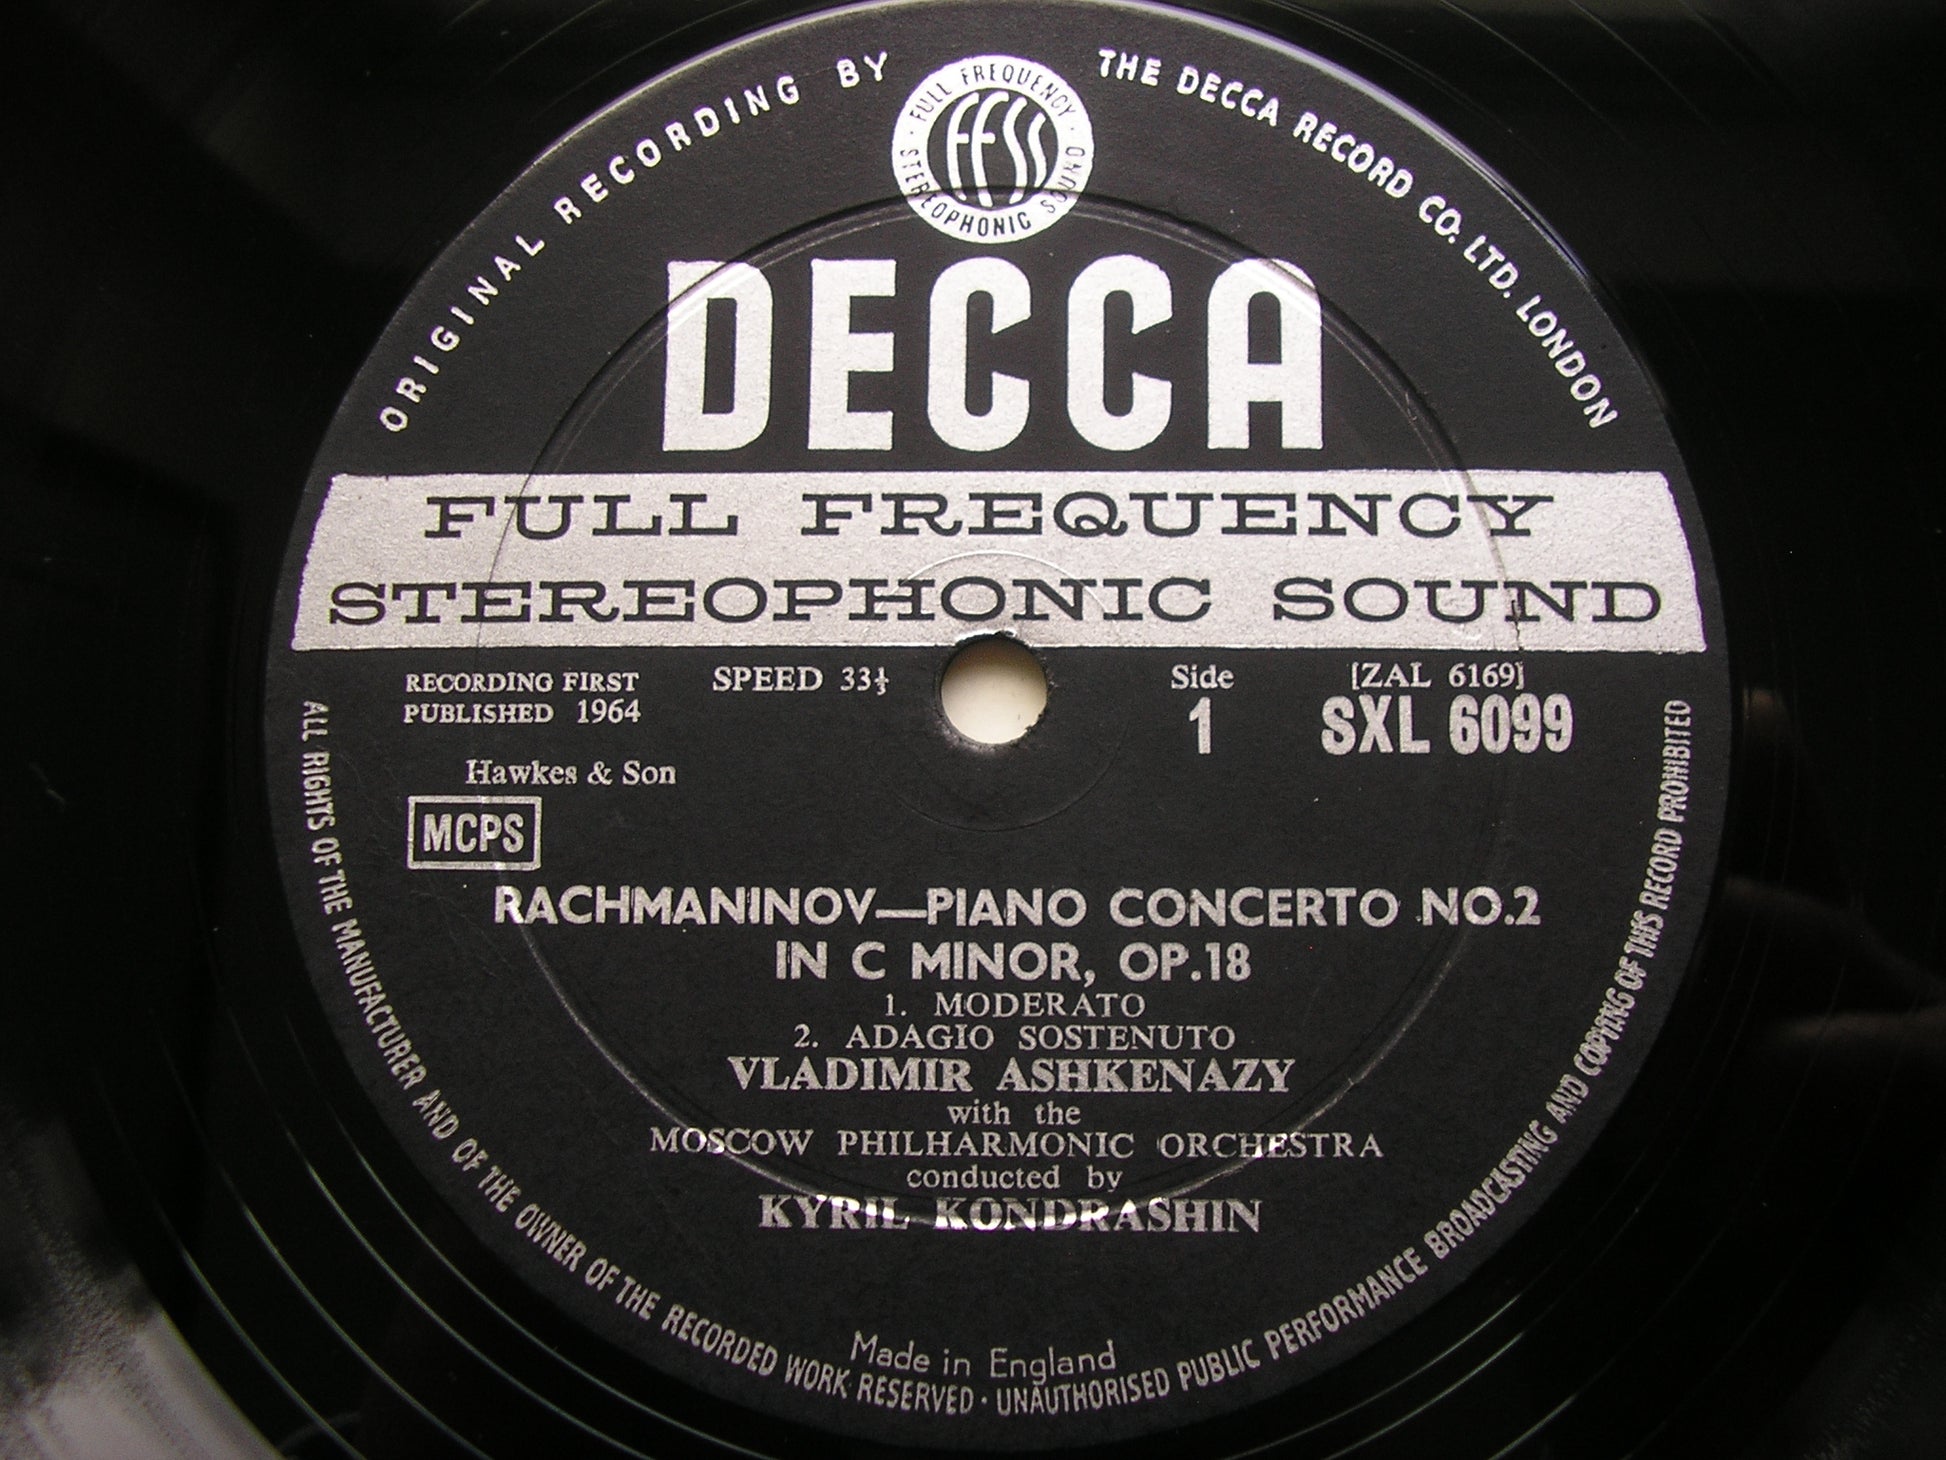 ORIGINAL RECORDING BY THE DECCA RECORD CO. LTD. LONDON
FULL FREQUENCY STEREOPHONIC SOUND
FFSS
DECCA
FULL FREQUENCY
STEREOPHONIC SOUND
RECORDING FIRST
PUBLISHED 1964
SPEED 33⅓
Side
1
[ZAL 6169]
SXL 6099
Hawkes & Son
MCPS
RACHMANINOV—PIANO CONCERTO NO.2
IN C MINOR, OP.18
1. MODERATO
2. ADAGIO SOSTENUTO
VLADIMIR ASHKENAZY
with the
MOSCOW PHILHARMONIC ORCHESTRA
conducted by
KYRIL KONDRASHIN
Made in England
ALL RIGHTS OF THE MANUFACTURER AND OF THE OWNER OF THE RECORDED WORK RESERVED · UNAUTHORISED PUBLIC PERFORMANCE BROADCASTING AND COPYING OF THIS RECORD PROHIBITED